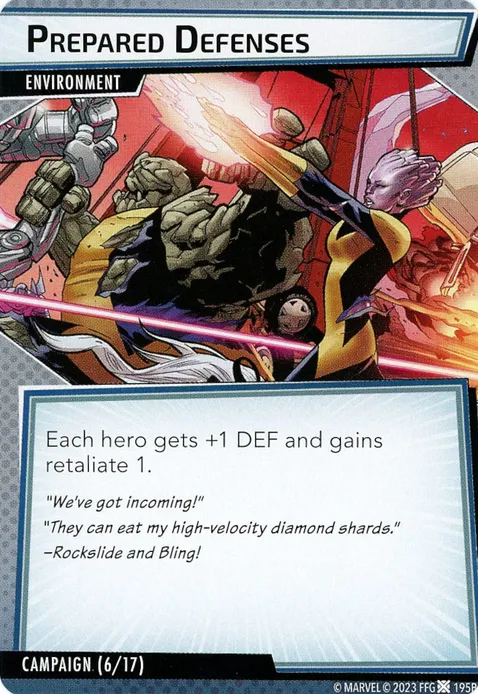 PREPARED DEFENSES
ENVIRONMENT
Each hero gets +1 DEF and gains
retaliate 1.
"We've got incoming!"
"They can eat my high-velocity diamond shards."
–Rockslide and Bling!
CAMPAIGN (6/17)
© MARVEL © 2023 FFG 195B